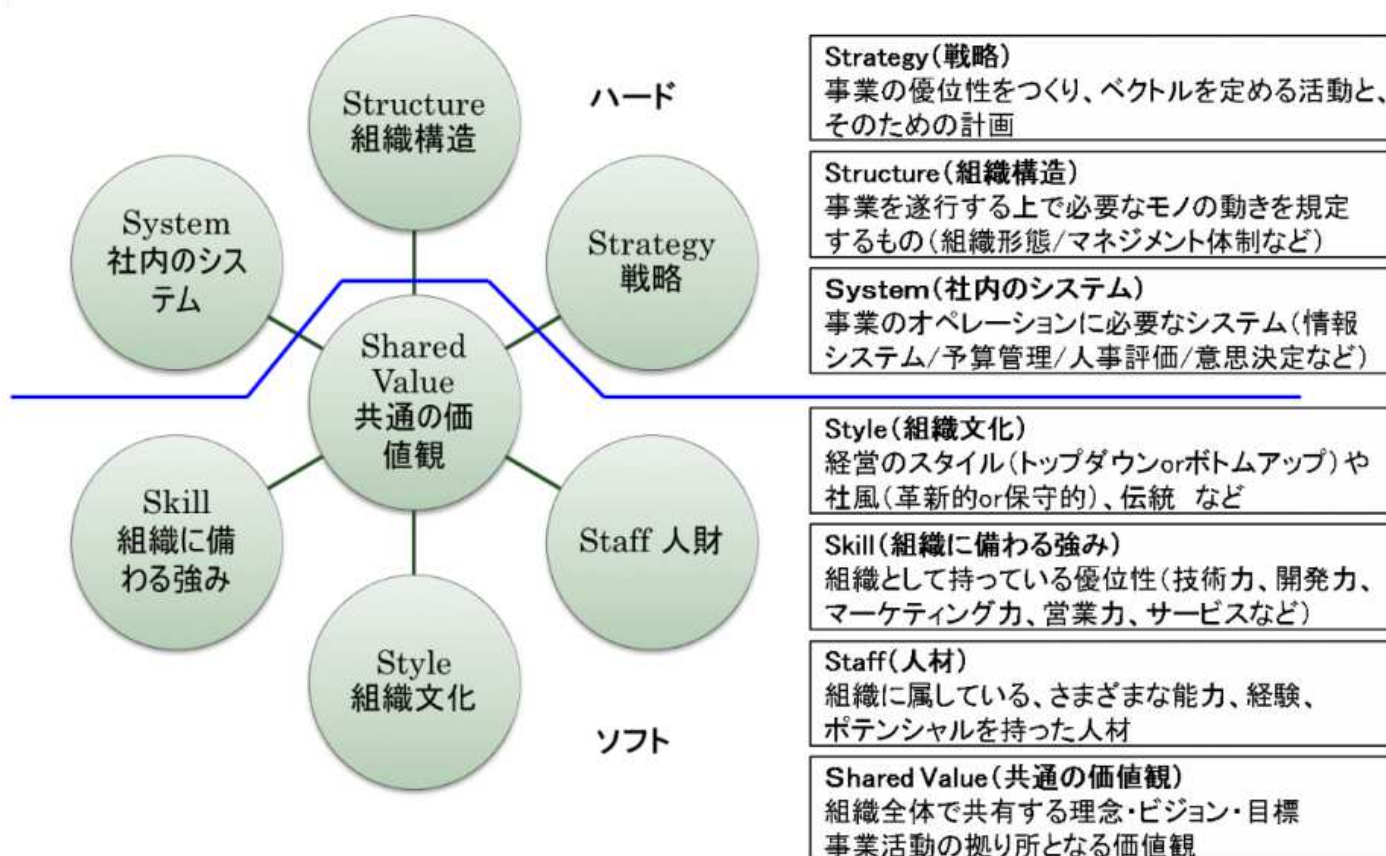 Structure
組織構造
ハード
System
社内のシス
テム
Strategy
戦略
Shared
Value
共通の価
値観
Skill
組織に備
わる強み
Staff 人財
Style
組織文化
ソフト
Strategy(戦略)
事業の優位性をつくり、ベクトルを定める活動と、
そのための計画
Structure(組織構造)
事業を遂行する上で必要なモノの動きを規定
するもの(組織形態/マネジメント体制など)
System(社内のシステム)
事業のオペレーションに必要なシステム(情報
システム/予算管理/人事評価/意思決定など)
Style(組織文化)
経営のスタイル(トップダウンorボトムアップ)や
社風(革新的or保守的)、伝統 など
Skill(組織に備わる強み)
組織として持っている優位性(技術力、開発力、
マーケティング力、営業力、サービスなど)
Staff(人材)
組織に属している、さまざまな能力、経験、
ポテンシャルを持った人材
Shared Value(共通の価値観)
組織全体で共有する理念・ビジョン・目標
事業活動の拠り所となる価値観